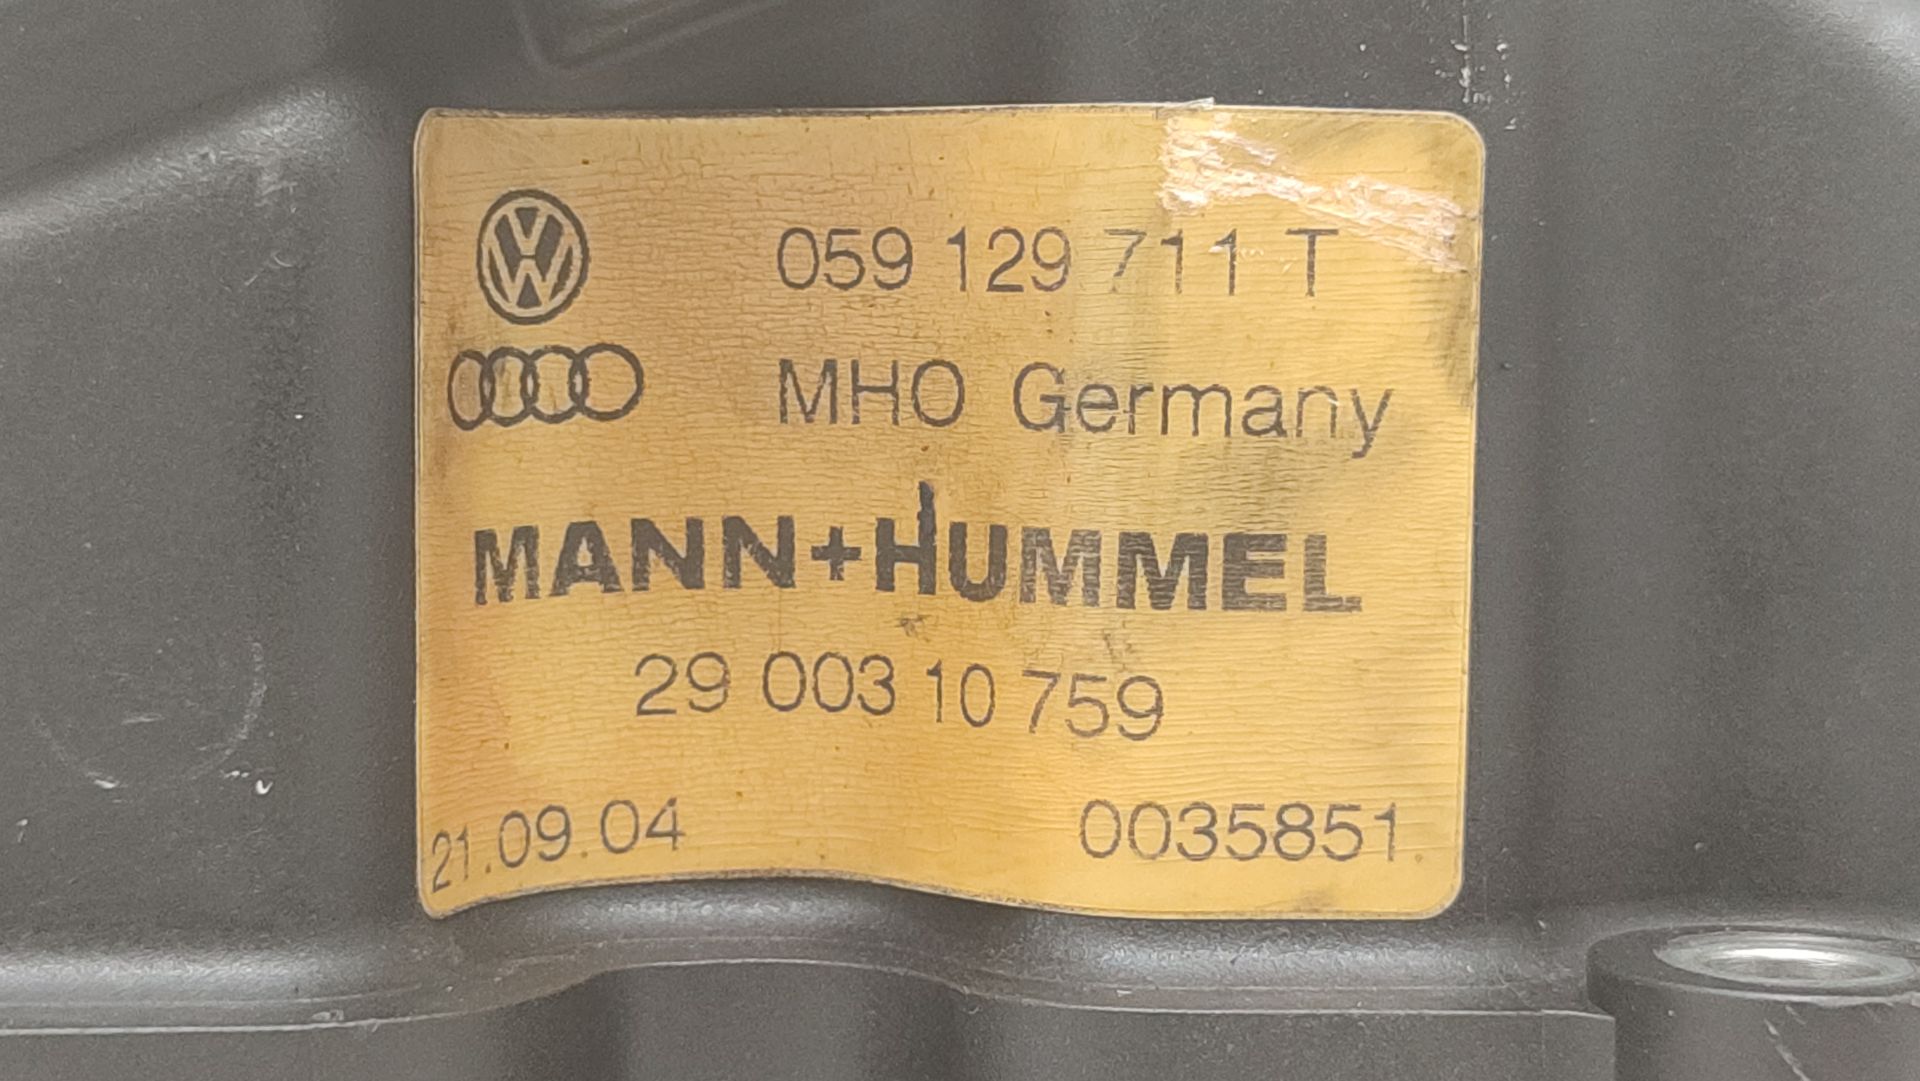 059 129 711 T
MHO Germany
MANN+HUMMEL
29 003 10 759
21.09.04 0035851